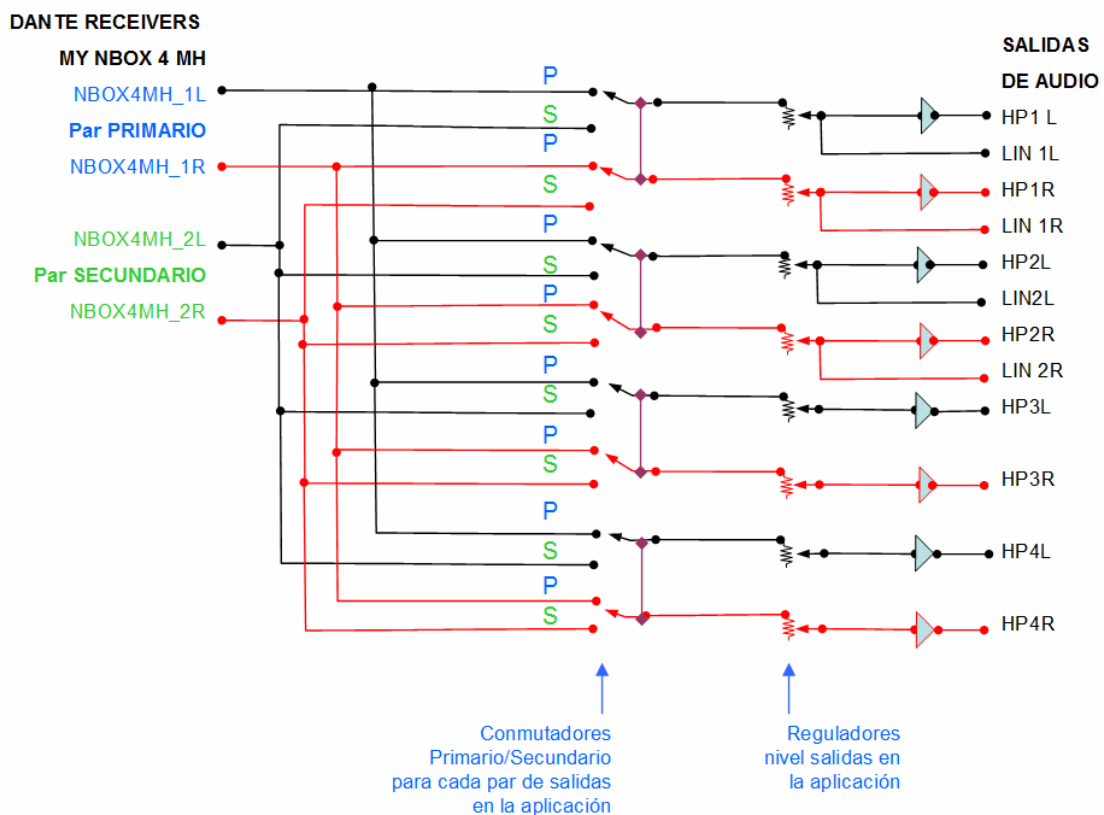 DANTE RECEIVERS
MY NBOX 4 MH
NBOX4MH_1L
Par PRIMARIO
NBOX4MH_1R
NBOX4MH_2L
Par SECUNDARIO
NBOX4MH_2R
P
S
P
S
P
S
P
S
P
S
P
S
P
S
P
S
SALIDAS
DE AUDIO
HP1 L
LIN 1L
HP1R
LIN 1R
HP2L
LIN2L
HP2R
LIN 2R
HP3L
HP3R
HP4L
HP4R
Conmutadores
Primario/Secundario
para cada par de salidas
en la aplicación
Reguladores
nivel salidas en
la aplicación